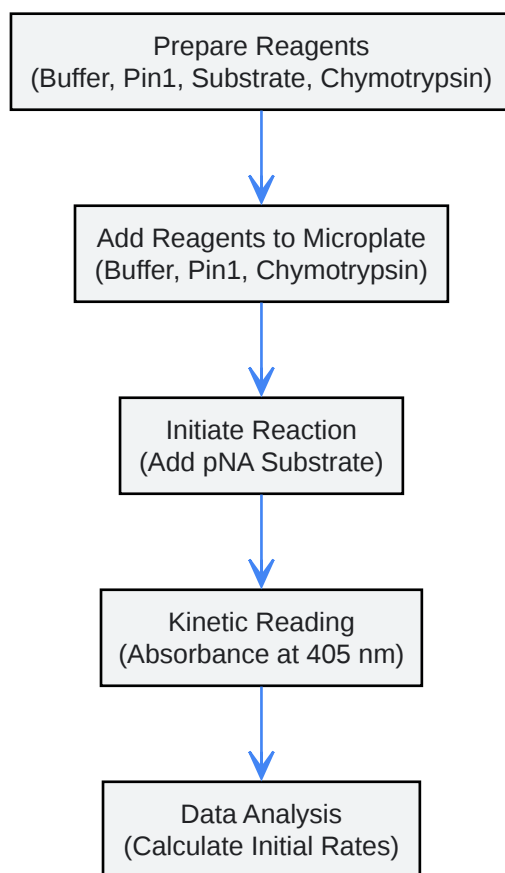 Prepare Reagents
(Buffer, Pin1, Substrate, Chymotrypsin)
Add Reagents to Microplate
(Buffer, Pin1, Chymotrypsin)
Initiate Reaction
(Add pNA Substrate)
Kinetic Reading
(Absorbance at 405 nm)
Data Analysis
(Calculate Initial Rates)